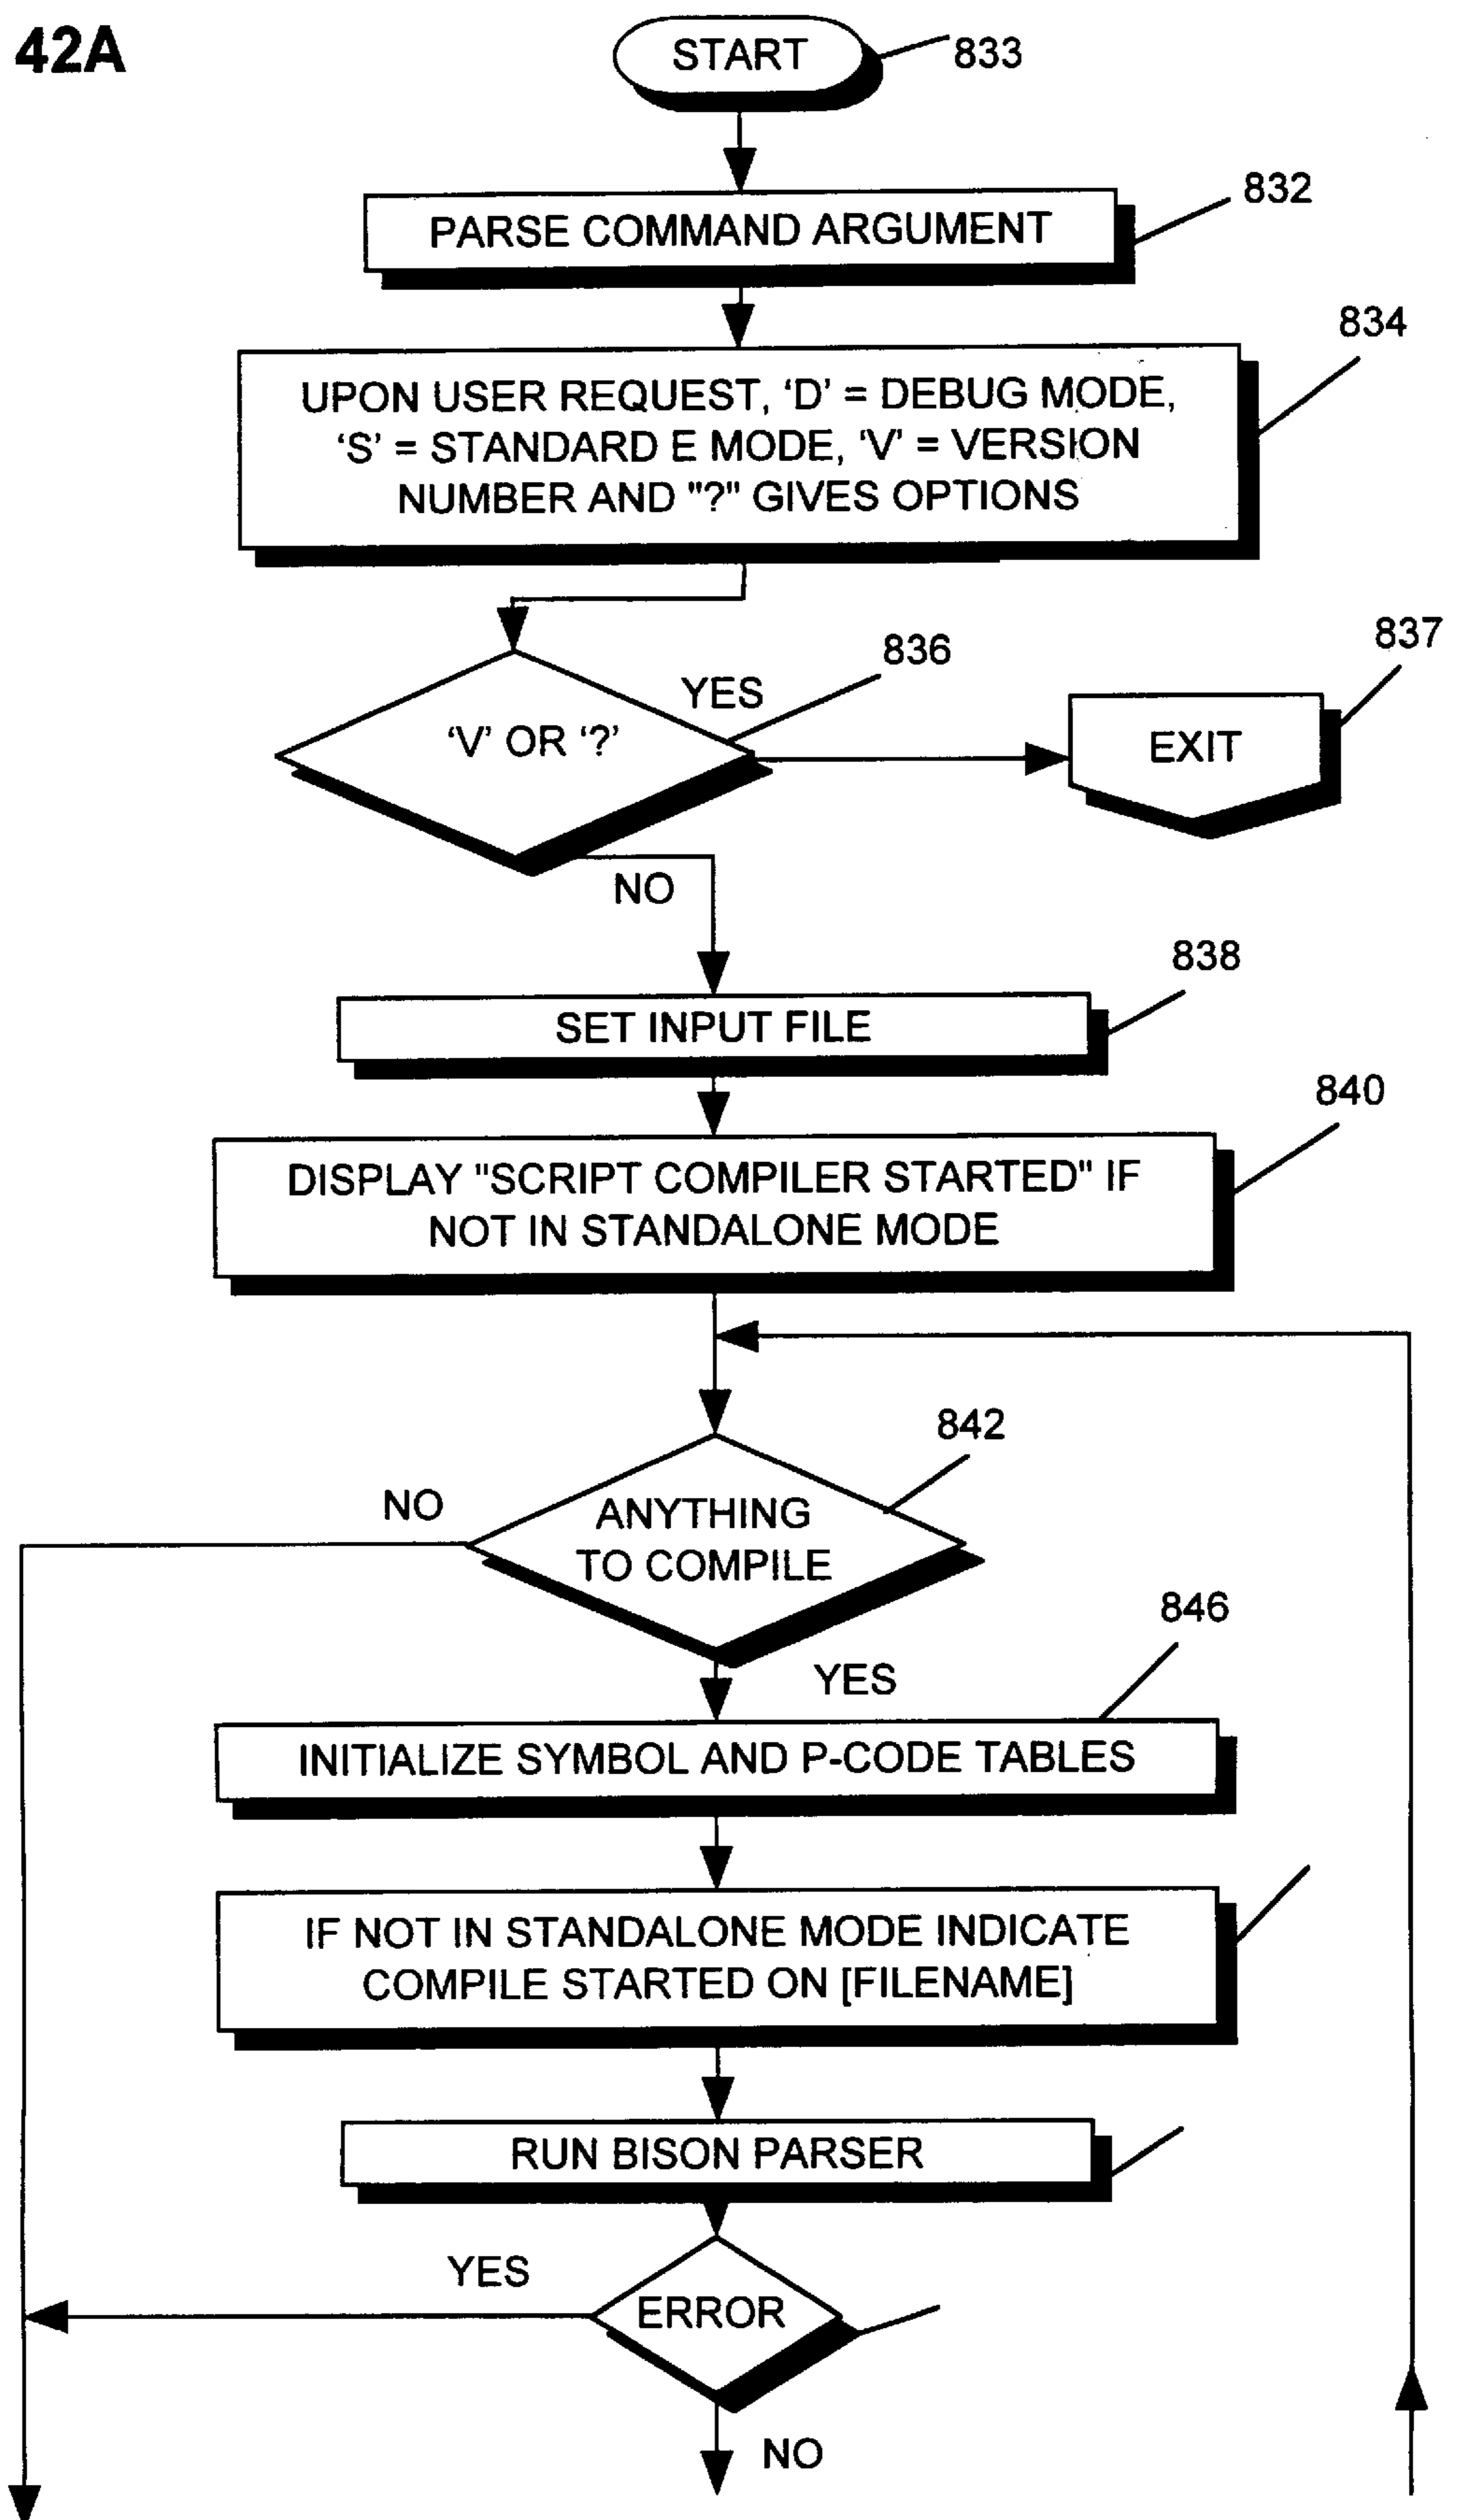 42A
START
833
832
PARSE COMMAND ARGUMENT
834
UPON USER REQUEST, ‘D’ = DEBUG MODE,
‘S’ = STANDARD E MODE, ‘V’ = VERSION
NUMBER AND "?" GIVES OPTIONS
836
837
YES
‘V’ OR ‘?’
EXIT
NO
838
SET INPUT FILE
840
DISPLAY "SCRIPT COMPILER STARTED" IF
NOT IN STANDALONE MODE
842
NO
ANYTHING
TO COMPILE
846
YES
INITIALIZE SYMBOL AND P-CODE TABLES
IF NOT IN STANDALONE MODE INDICATE
COMPILE STARTED ON [FILENAME]
RUN BISON PARSER
YES
ERROR
NO